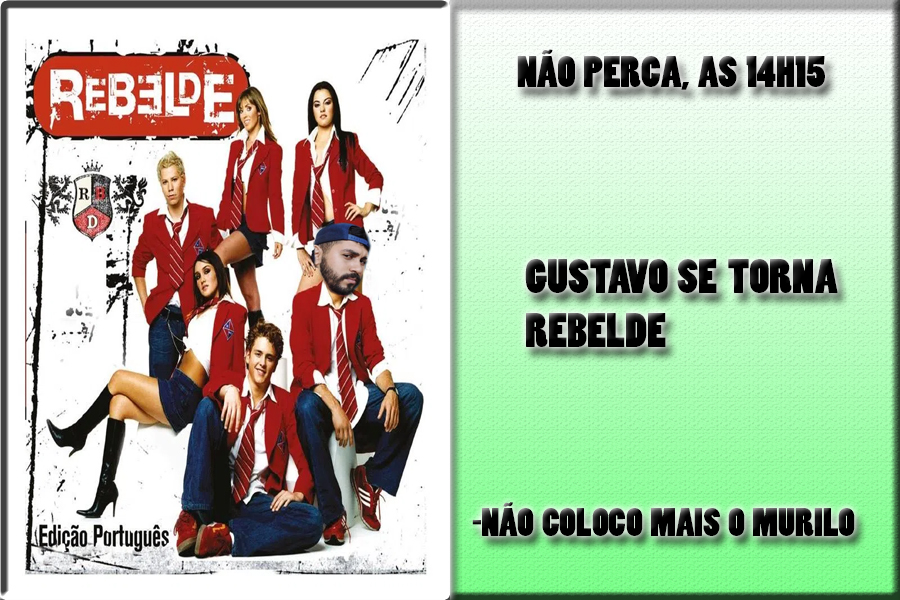 REBELDE
R B
D
Edição Português
NÃO PERCA, AS 14H15
GUSTAVO SE TORNA
REBELDE
-NÃO COLOCO MAIS O MURILO